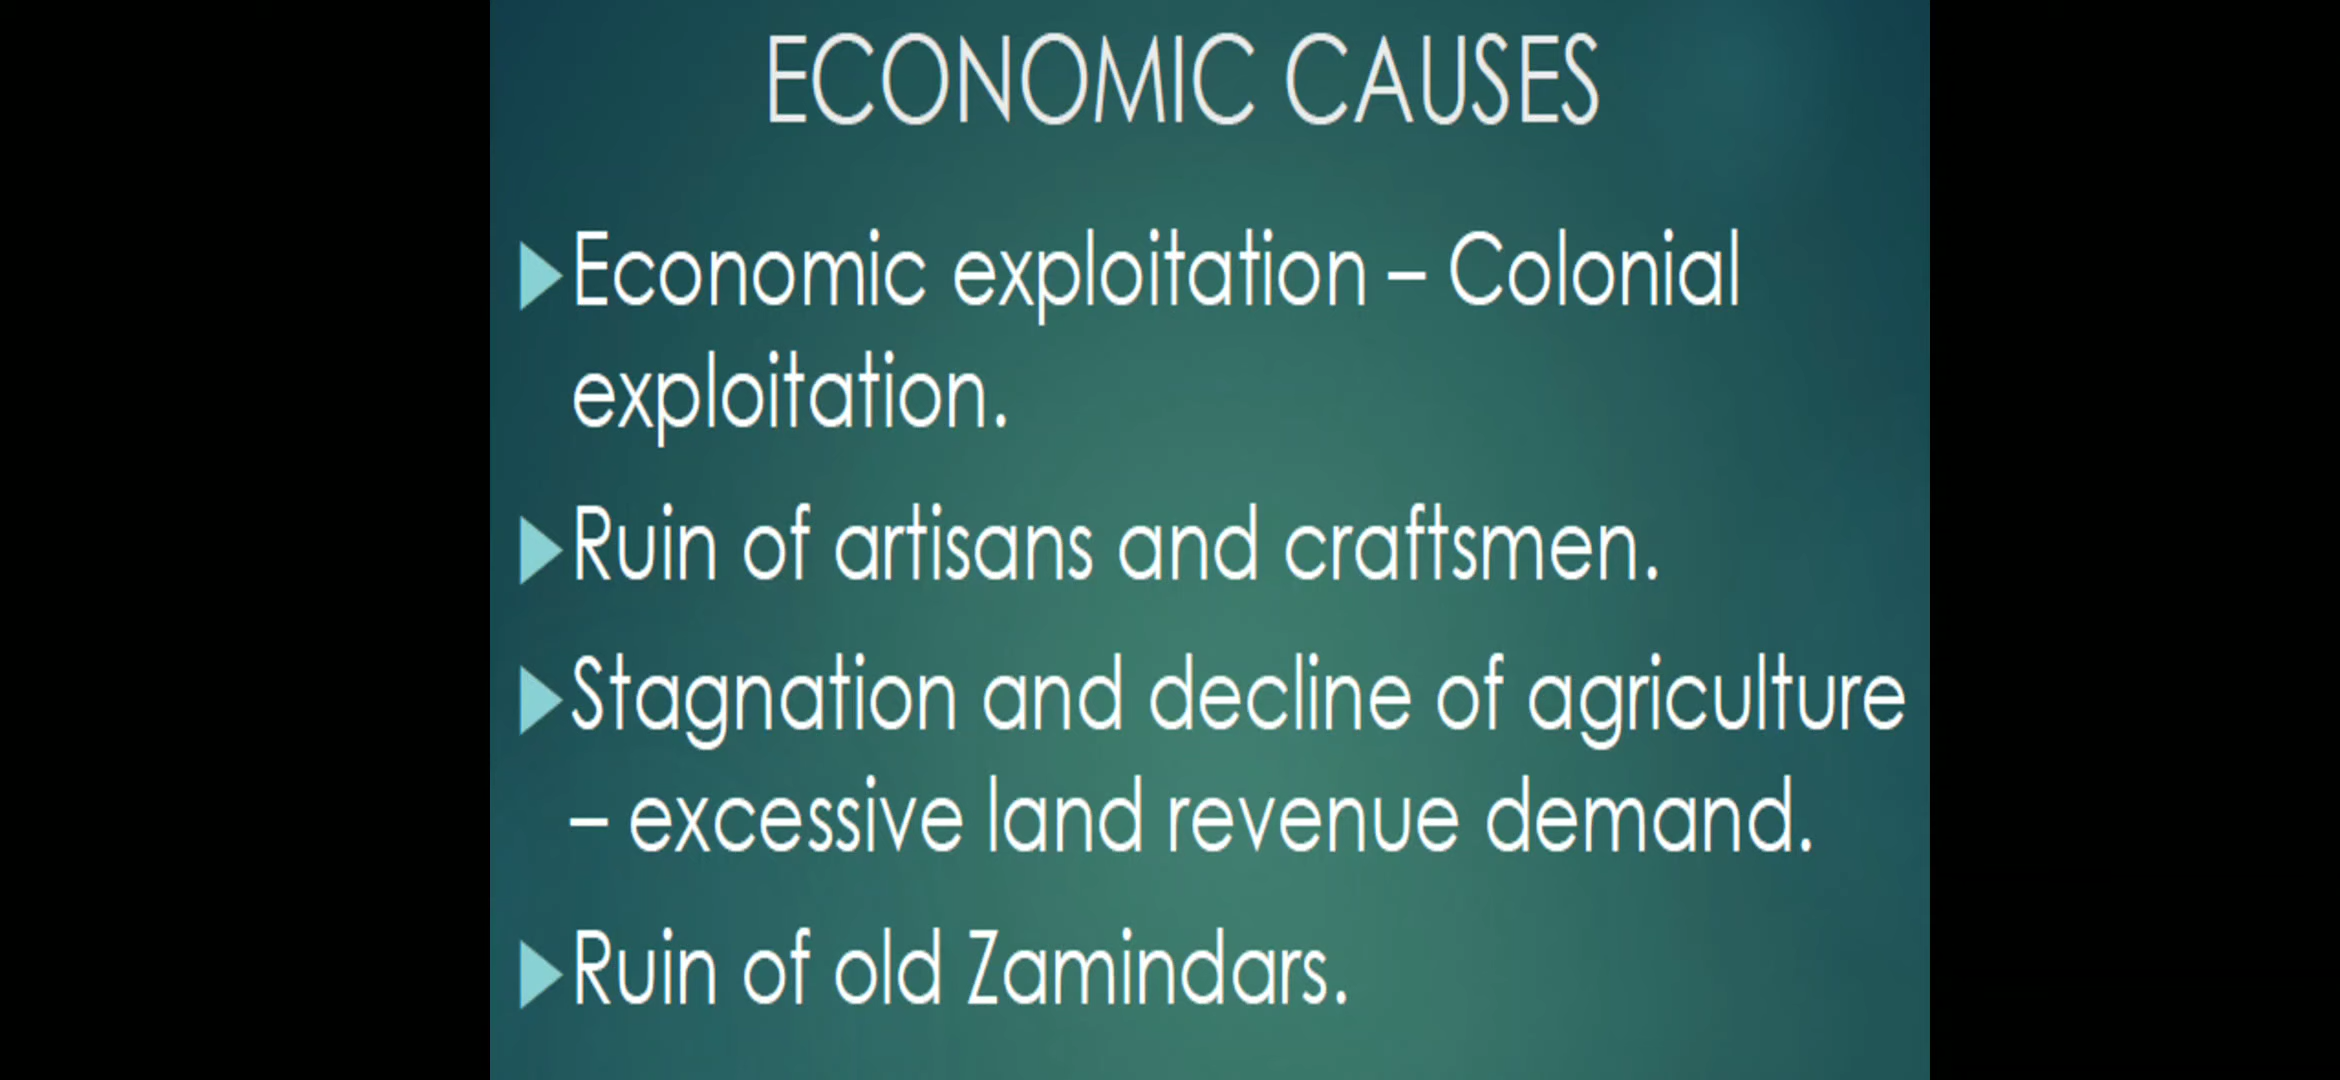 ECONOMIC CAUSES
Economic exploitation – Colonial
exploitation.
Ruin of artisans and craftsmen.
Stagnation and decline of agriculture
– excessive land revenue demand.
Ruin of old Zamindars.